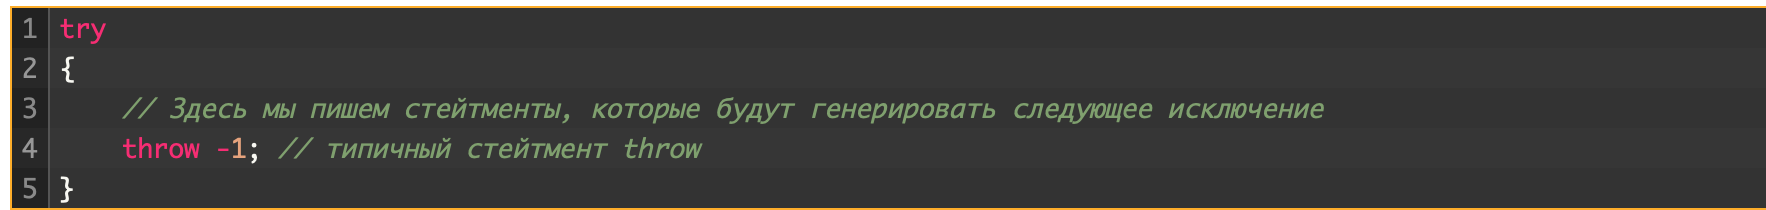 1 try
2 {
3 // Здесь мы пишем стейтменты, которые будут генерировать следующее исключение
4 throw -1; // типичный стейтмент throw
5 }